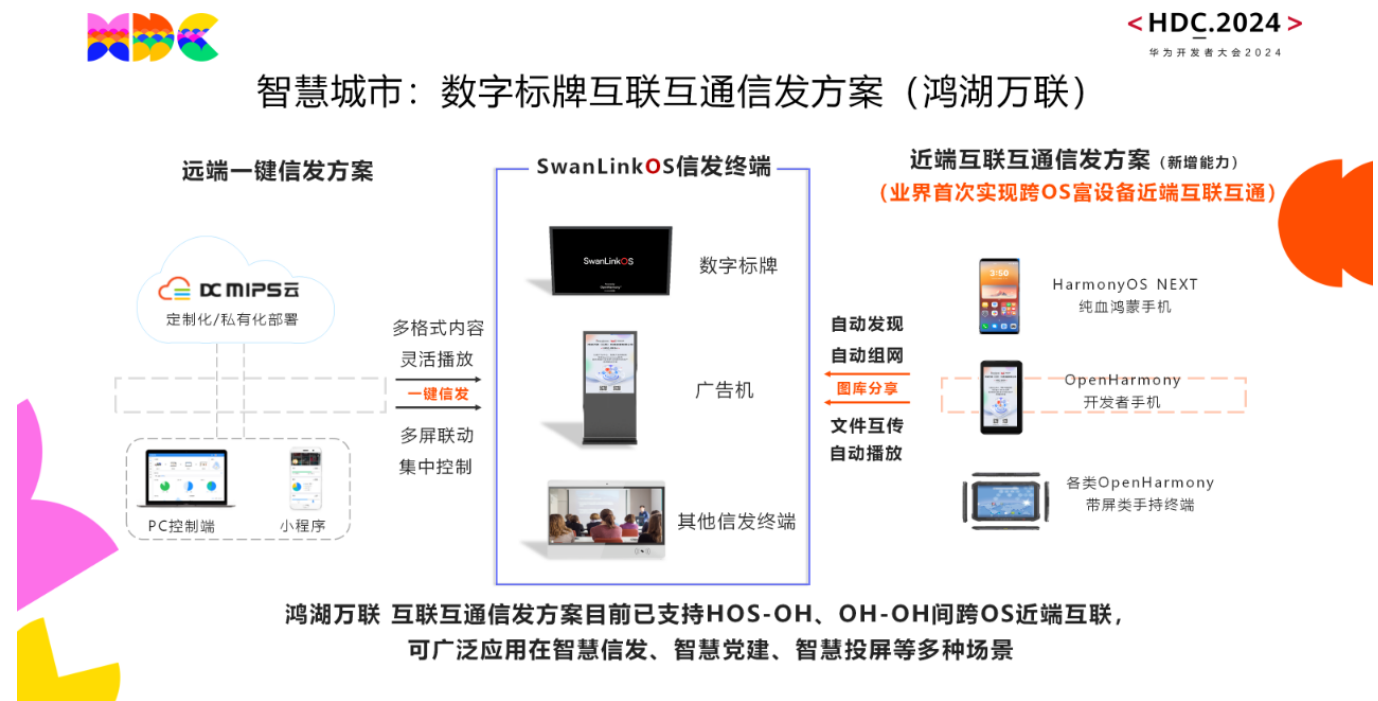 HDC
<HDC.2024>
华为开发者大会2024
智慧城市：数字标牌互联互通信发方案（鸿湖万联）
远端一键信发方案
DC MIPS云
定制化/私有化部署
PC控制端
小程序
多格式内容
灵活播放
一键信发
多屏联动
集中控制
SwanLinkOS信发终端
SwanLinkOS
数字标牌
广告机
其他信发终端
近端互联互通信发方案（新增能力）
（业界首次实现跨OS富设备近端互联互通）
自动发现
自动组网
图库分享
文件互传
自动播放
3:50
HarmonyOS NEXT
纯血鸿蒙手机
OpenHarmony
开发者手机
各类OpenHarmony
带屏类手持终端
鸿湖万联 互联互通信发方案目前已支持HOS-OH、OH-OH间跨OS近端互联，
可广泛应用在智慧信发、智慧党建、智慧投屏等多种场景